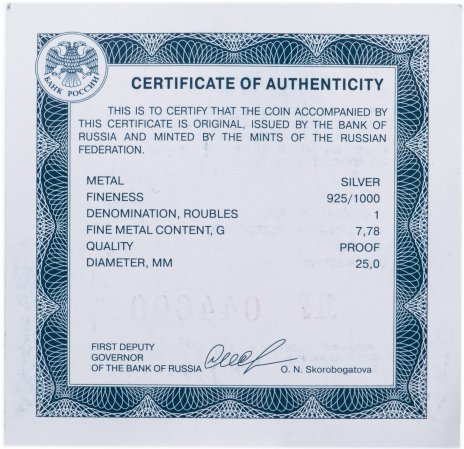 БАНК РОССИИ
CERTIFICATE OF AUTHENTICITY
THIS IS TO CERTIFY THAT THE COIN ACCOMPANIED BY
THIS CERTIFICATE IS ORIGINAL, ISSUED BY THE BANK OF
RUSSIA AND MINTED BY THE MINTS OF THE RUSSIAN
FEDERATION.
METAL SILVER
FINENESS 925/1000
DENOMINATION, ROUBLES 1
FINE METAL CONTENT, G 7,78
QUALITY PROOF
DIAMETER, MM 25,0
FIRST DEPUTY
GOVERNOR
OF THE BANK OF RUSSIA O. N. Skorobogatova